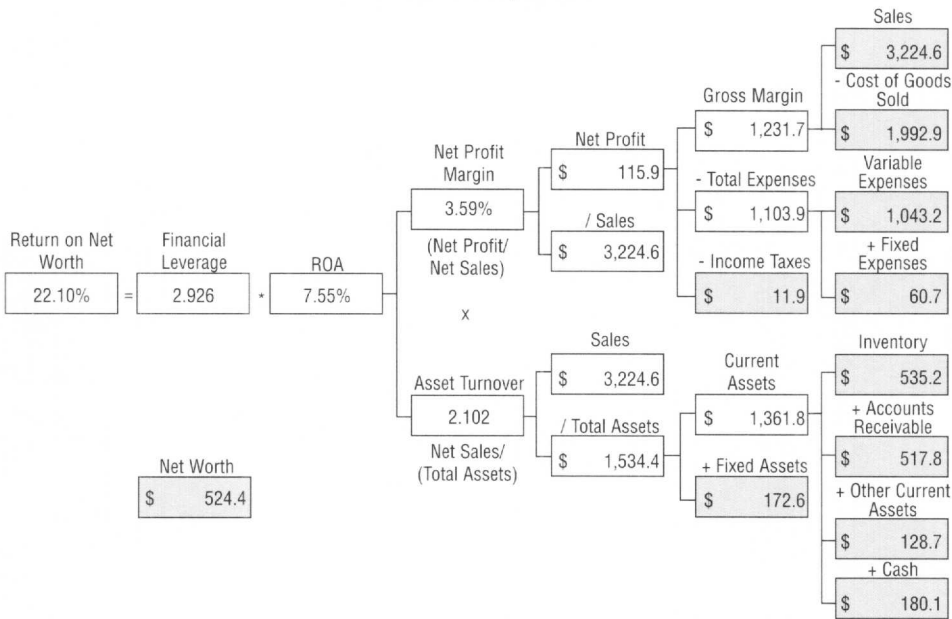 Return on Net
Worth
22.10%
=
Financial
Leverage
2.926
*
ROA
7.55%
Net Profit
Margin
3.59%
(Net Profit/
Net Sales)
x
Asset Turnover
2.102
Net Sales/
(Total Assets)
Net Worth
$ 524.4
Net Profit
$ 115.9
/ Sales
$ 3,224.6
Sales
$ 3,224.6
/ Total Assets
$ 1,534.4
Gross Margin
$ 1,231.7
- Total Expenses
$ 1,103.9
- Income Taxes
$ 11.9
Current
Assets
$ 1,361.8
+ Fixed Assets
$ 172.6
Sales
$ 3,224.6
- Cost of Goods
Sold
$ 1,992.9
Variable
Expenses
$ 1,043.2
+ Fixed
Expenses
$ 60.7
Inventory
$ 535.2
+ Accounts
Receivable
$ 517.8
+ Other Current
Assets
$ 128.7
+ Cash
$ 180.1